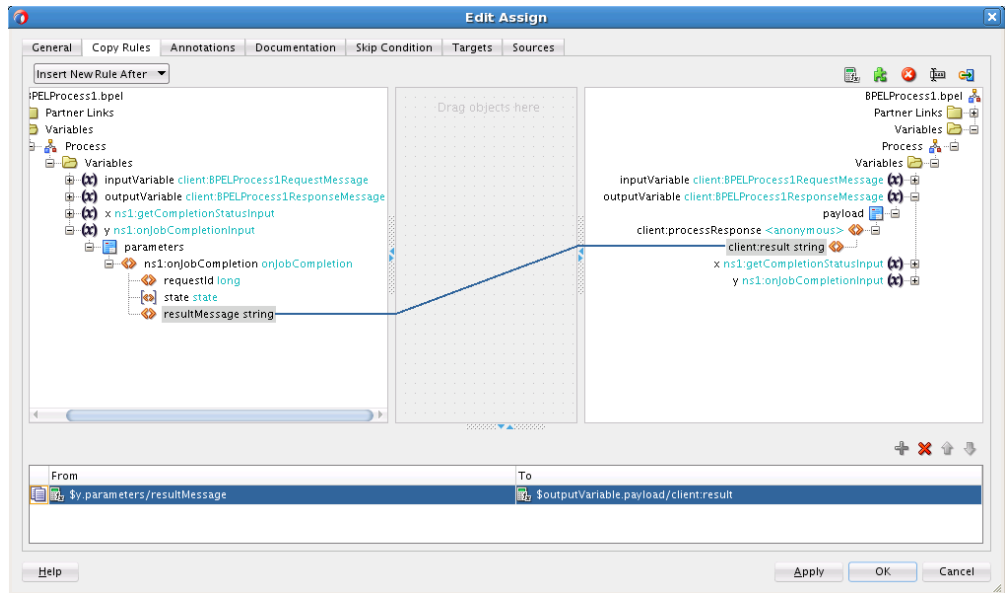 Edit Assign
General Copy Rules Annotations Documentation Skip Condition Targets Sources
Insert New Rule After
BPELProcess1.bpel
Partner Links
Variables
Process
Variables
inputVariable client:BPELProcess1RequestMessage
outputVariable client:BPELProcess1ResponseMessage
x ns1:getCompletionStatusInput
y ns1:onJobCompletionInput
parameters
ns1:onJobCompletion onJobCompletion
requestId long
state state
resultMessage string
Drag objects here
BPELProcess1.bpel
Partner Links
Variables
Process
Variables
inputVariable client:BPELProcess1RequestMessage
outputVariable client:BPELProcess1ResponseMessage
payload
client:processResponse <anonymous>
client:result string
x ns1:getCompletionStatusInput
y ns1:onJobCompletionInput
From To
$y.parameters/resultMessage $outputVariable.payload/client:result
Help Apply OK Cancel